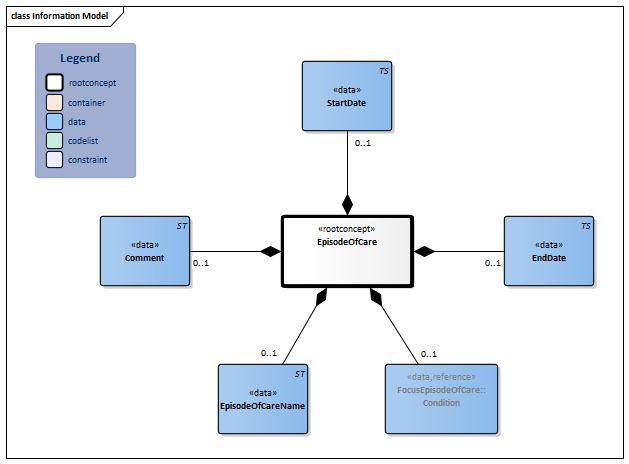 class Information Model
Legend
rootconcept
container
data
codelist
constraint
TS
«data»
StartDate
0..1
ST
«data»
Comment
0..1
«rootconcept»
EpisodeOfCare
TS
«data»
EndDate
0..1
0..1
ST
«data»
EpisodeOfCareName
0..1
«data,reference»
FocusEpisodeOfCare::
Condition